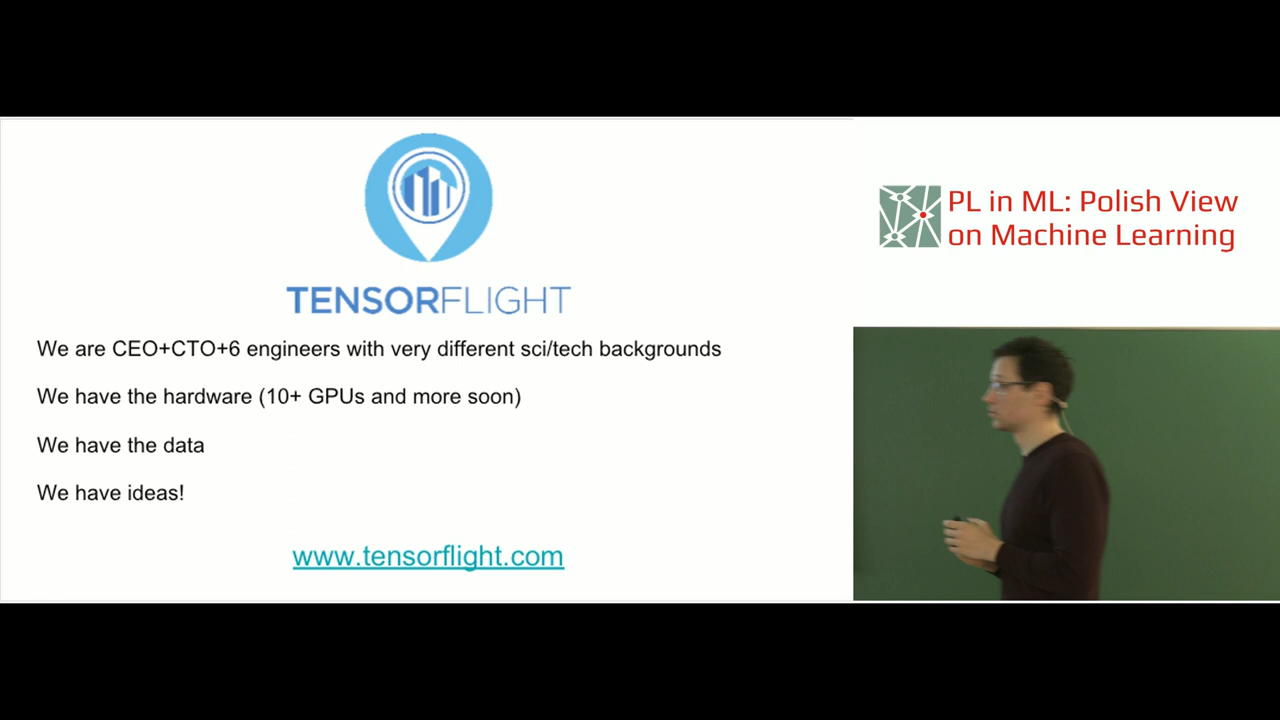 TENSORFLIGHT
We are CEO+CTO+6 engineers with very different sci/tech backgrounds
We have the hardware (10+ GPUs and more soon)
We have the data
We have ideas!
www.tensorflight.com
PL in ML: Polish View
on Machine Learning